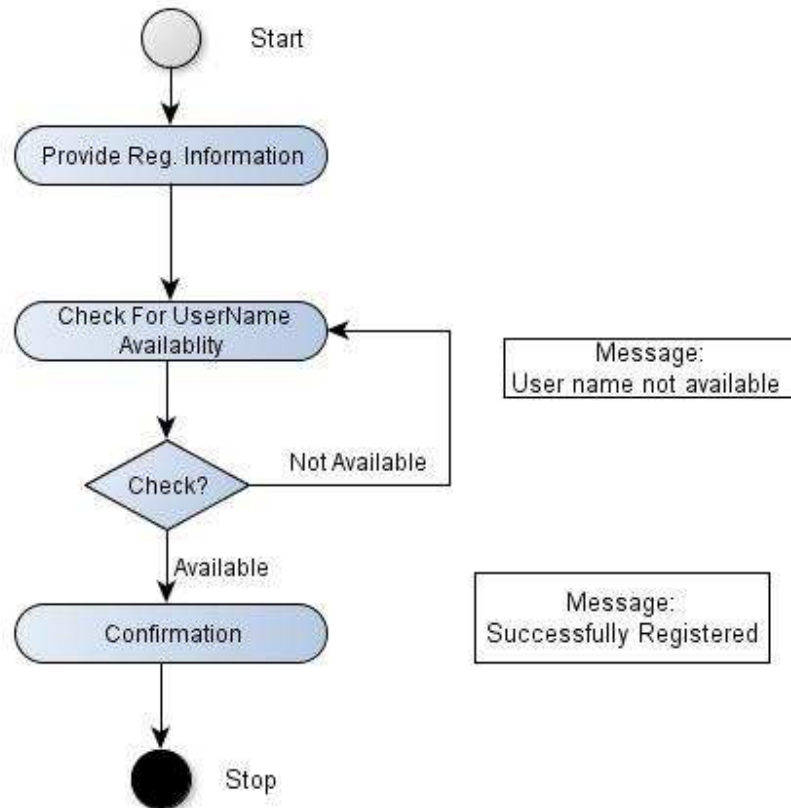 Start
Provide Reg. Information
Check For UserName
Availablity
Message:
User name not available
Not Available
Check?
Available
Message:
Successfully Registered
Confirmation
Stop